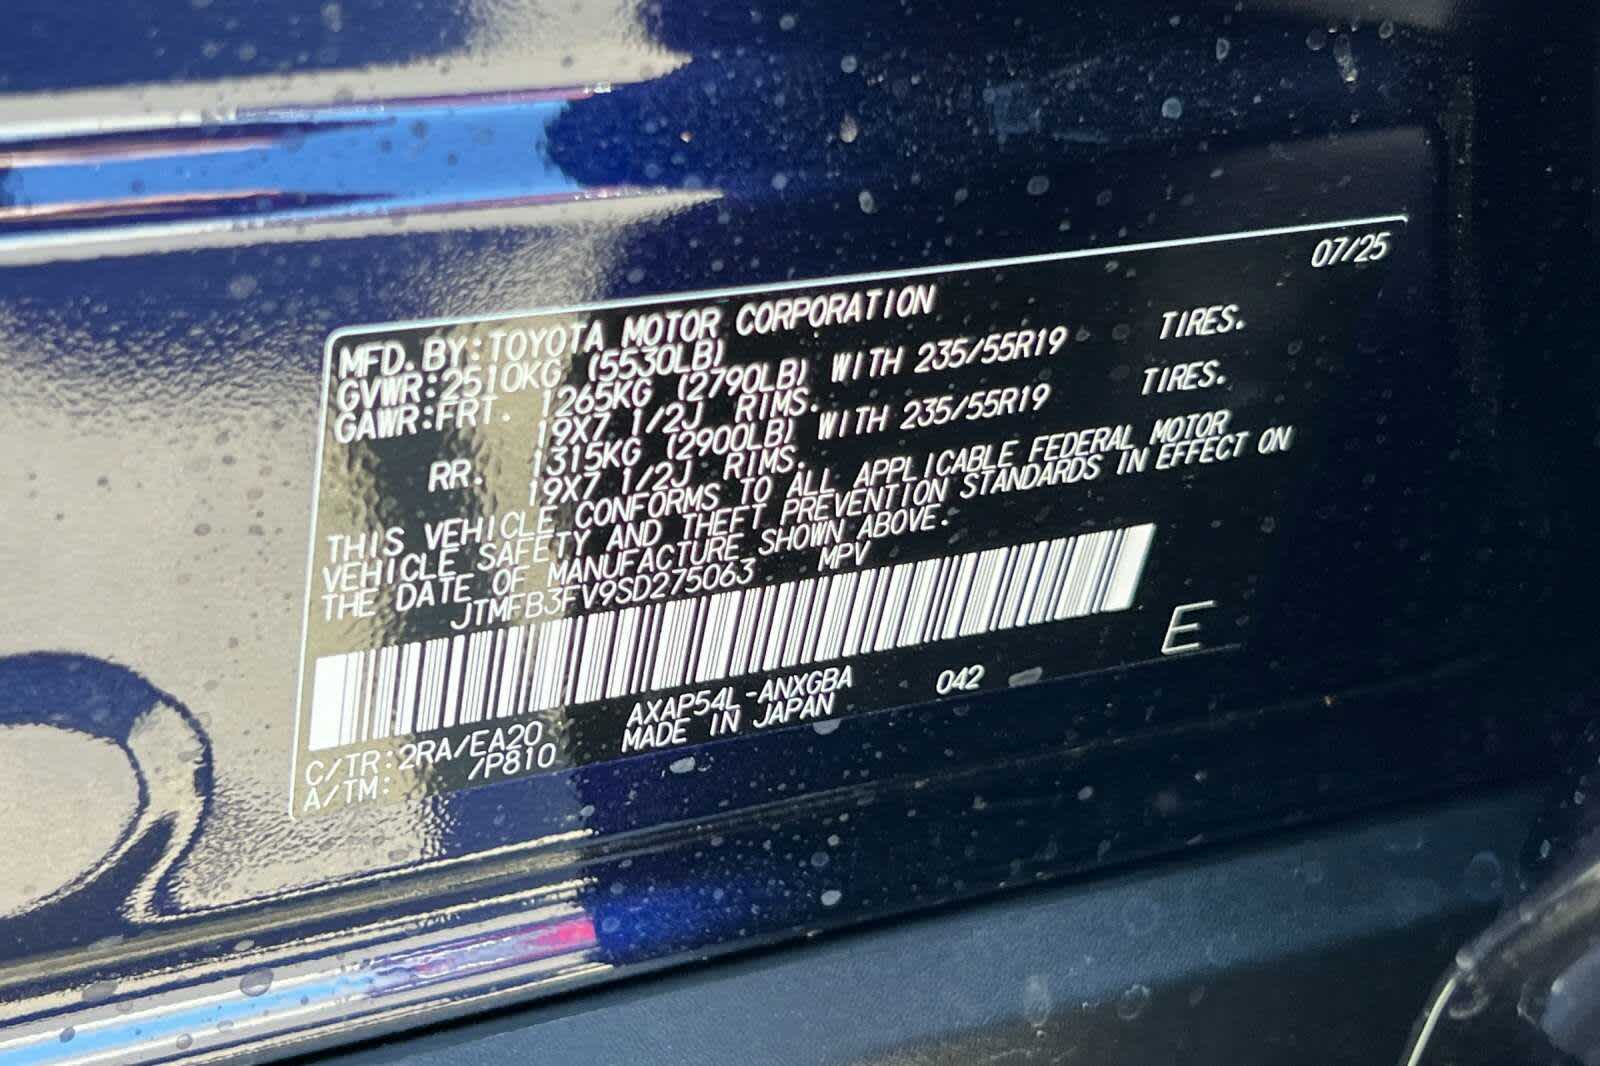 07/25
MFD. BY: TOYOTA MOTOR CORPORATION
GVWR: 2510KG (5530LB)
GAWR: FRT. 1265KG (2790LB) WITH 235/55R19 TIRES.
19X7 1/2J RIMS.
RR. 1315KG (2900LB) WITH 235/55R19 TIRES.
19X7 1/2J RIMS.
THIS VEHICLE CONFORMS TO ALL APPLICABLE FEDERAL MOTOR
VEHICLE SAFETY AND THEFT PREVENTION STANDARDS IN EFFECT ON
THE DATE OF MANUFACTURE SHOWN ABOVE.
JTMFB3FV9SD275063 MPV
E
C/TR: 2RA/EA20 AXAP54L-ANXGBA 042
A/TM: /P810 MADE IN JAPAN